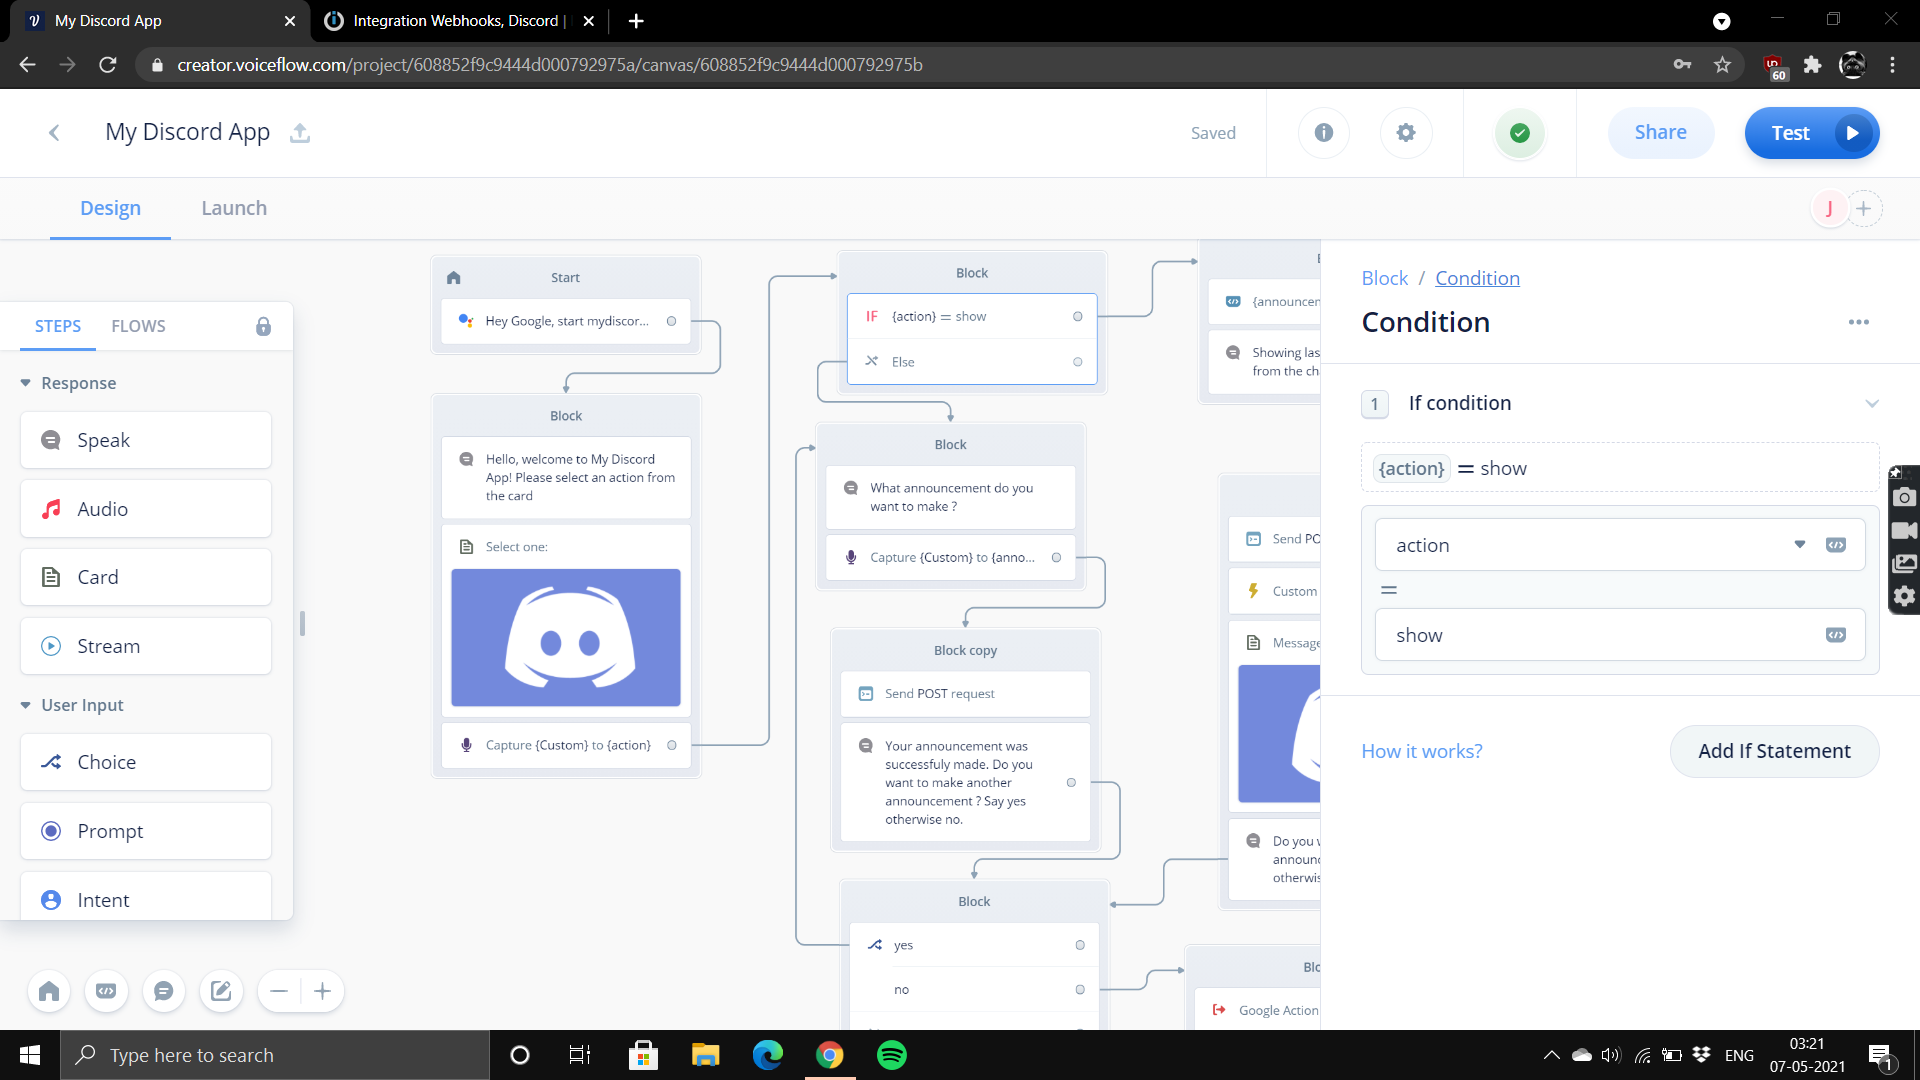 My Discord App
Integration Webhooks, Discord |
creator.voiceflow.com/project/608852f9c9444d000792975a/canvas/608852f9c9444d000792975b
60
My Discord App
Saved
Share
Test
Design
Launch
J
STEPS
FLOWS
Response
Speak
Audio
Card
Stream
User Input
Choice
Prompt
Intent
Start
Hey Google, start mydiscor...
Block
Hello, welcome to My Discord
App! Please select an action from
the card
Select one:
Capture {Custom} to {action}
Block
IF {action} = show
Else
Block
What announcement do you
want to make ?
Capture {Custom} to {anno...
Block copy
Send POST request
Your announcement was
successfuly made. Do you
want to make another
announcement ? Say yes
otherwise no.
Block
yes
no
{announcem
Showing las
from the ch
Send PO
Custom
Message
Do you
announc
otherwis
Blo
Google Action
Block / Condition
Condition
1 If condition
{action} = show
action
=
show
How it works?
Add If Statement
Type here to search
ENG
03:21
07-05-2021
1